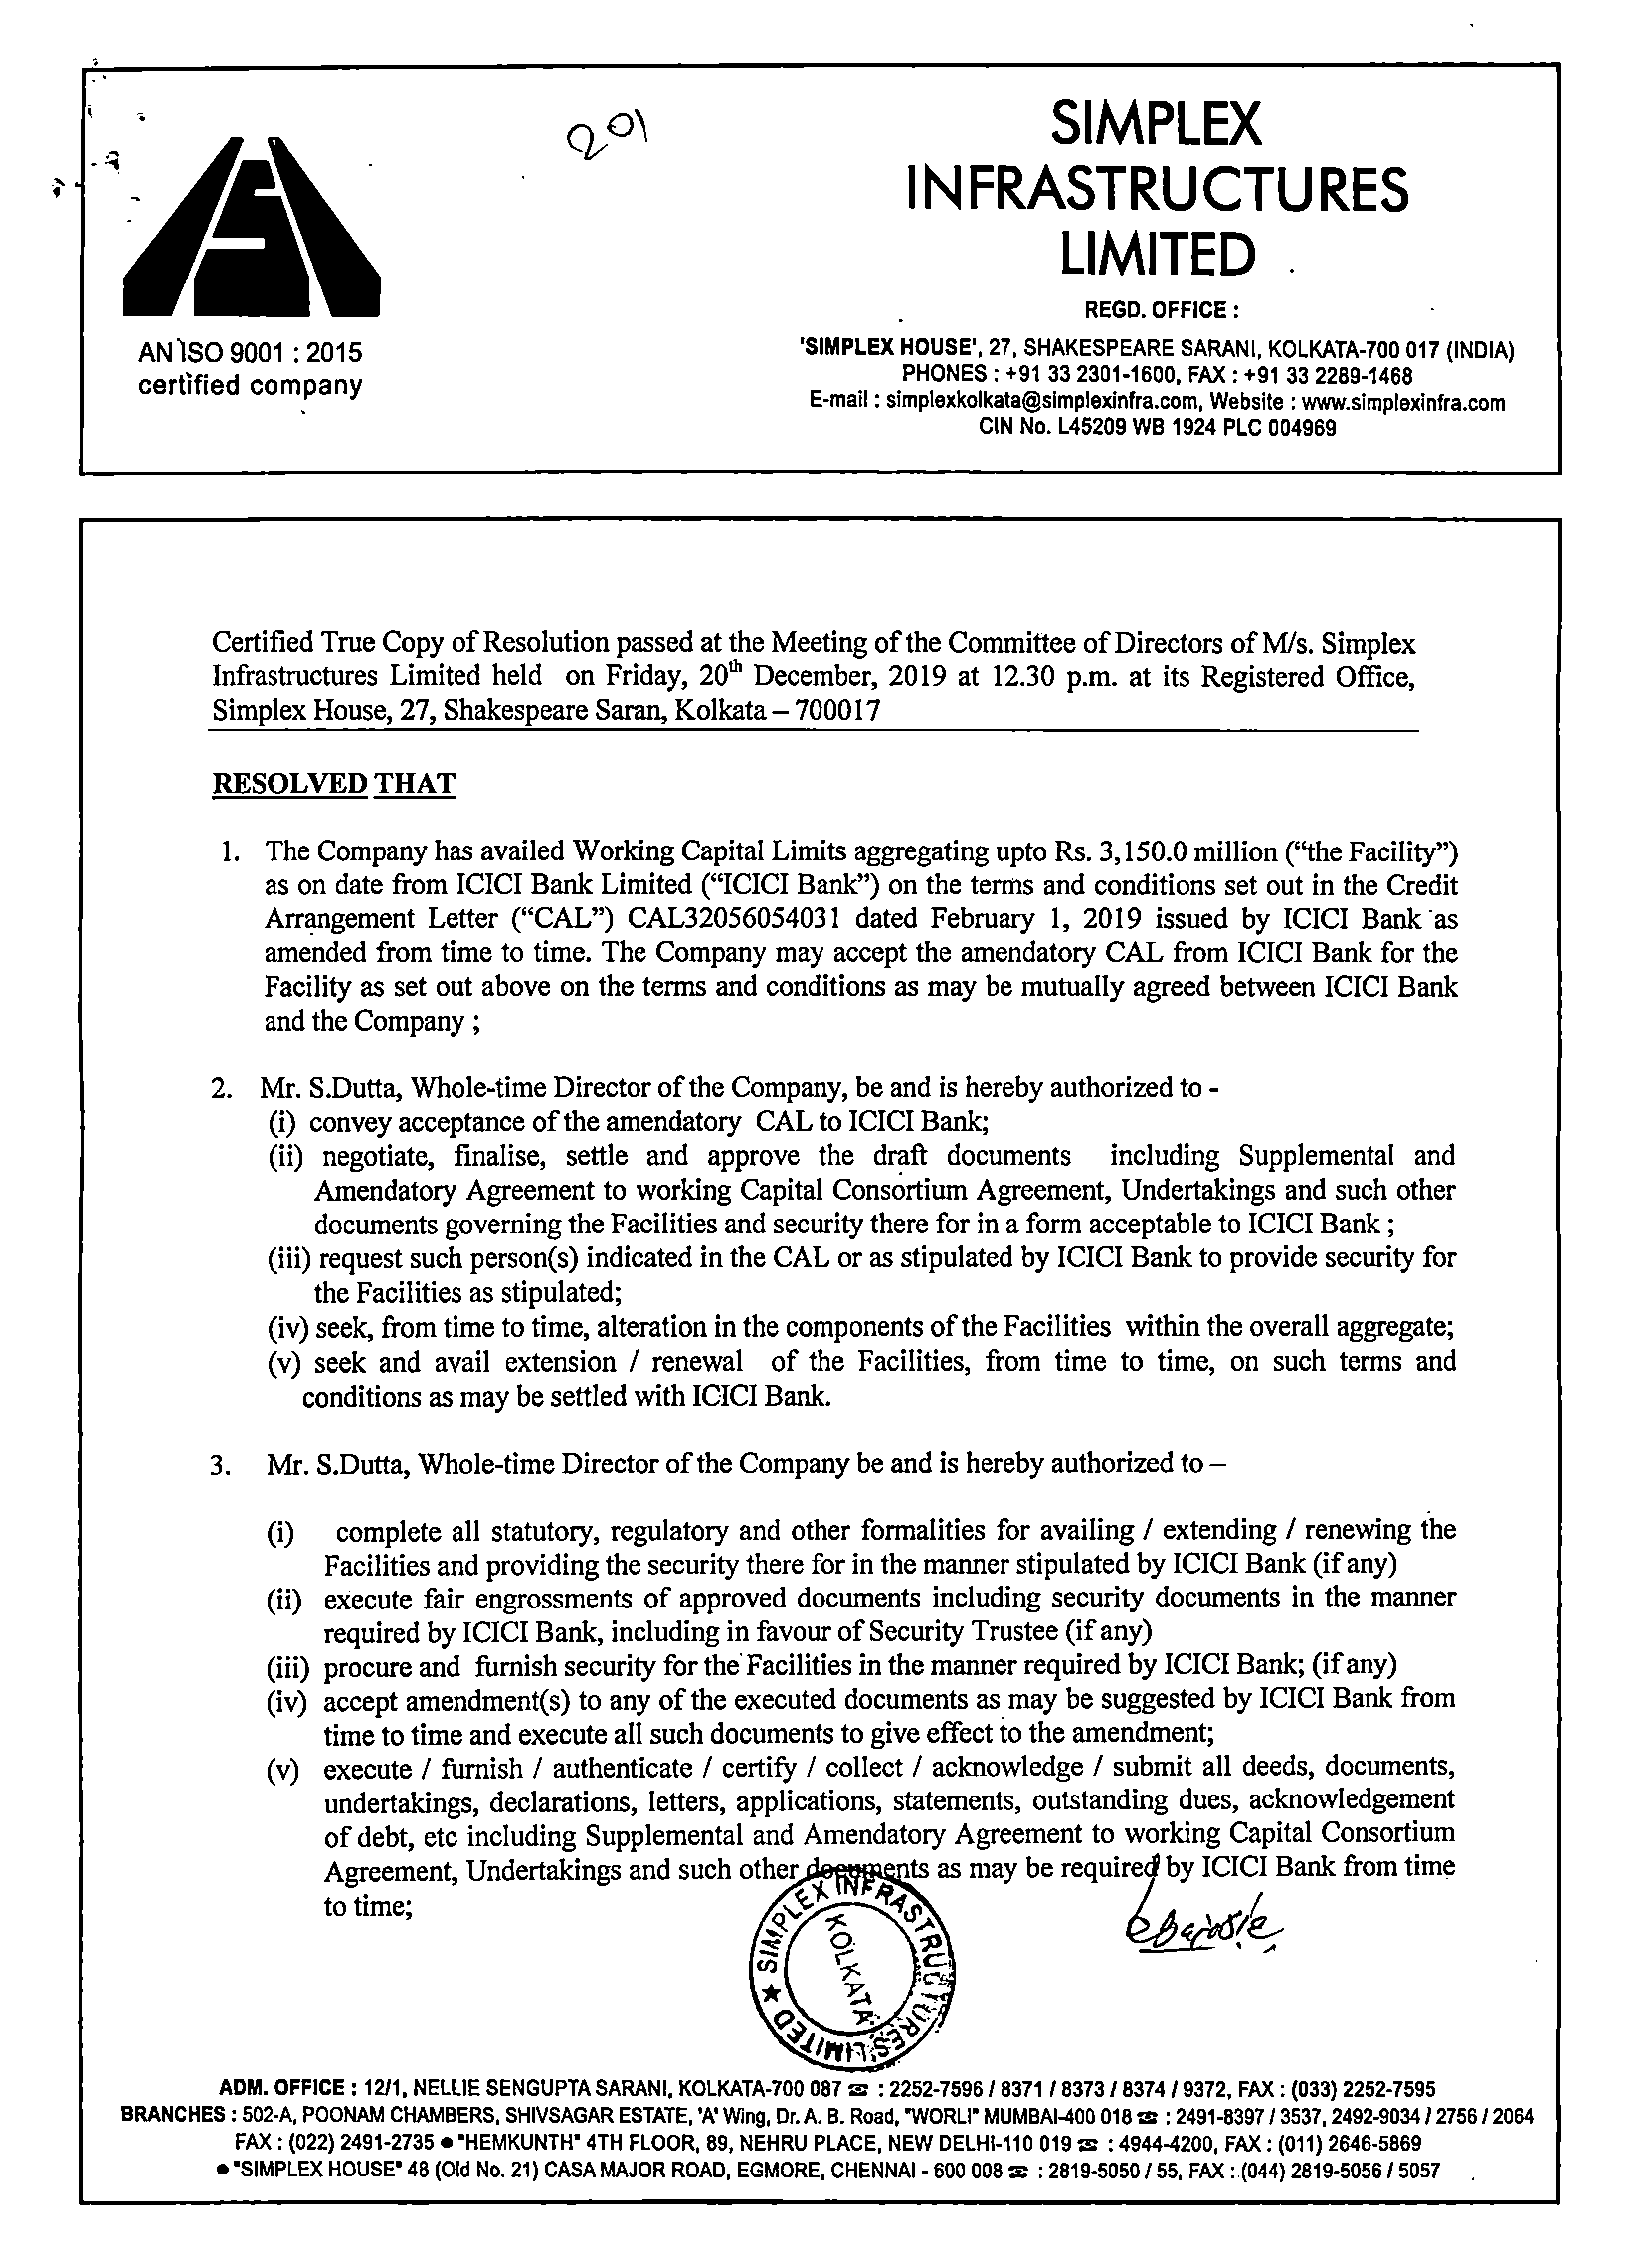 201
SIMPLEX
INFRASTRUCTURES
LIMITED
REGD. OFFICE :
'SIMPLEX HOUSE', 27, SHAKESPEARE SARANI, KOLKATA-700 017 (INDIA)
PHONES : +91 33 2301-1600, FAX : +91 33 2289-1468
E-mail : simplexkolkata@simplexinfra.com, Website : www.simplexinfra.com
CIN No. L45209 WB 1924 PLC 004969
AN ISO 9001 : 2015
certified company
Certified True Copy of Resolution passed at the Meeting of the Committee of Directors of M/s. Simplex
Infrastructures Limited held on Friday, 20th December, 2019 at 12.30 p.m. at its Registered Office,
Simplex House, 27, Shakespeare Saran, Kolkata – 700017
RESOLVED THAT
1. The Company has availed Working Capital Limits aggregating upto Rs. 3,150.0 million (“the Facility”)
as on date from ICICI Bank Limited (“ICICI Bank”) on the terms and conditions set out in the Credit
Arrangement Letter (“CAL”) CAL32056054031 dated February 1, 2019 issued by ICICI Bank as
amended from time to time. The Company may accept the amendatory CAL from ICICI Bank for the
Facility as set out above on the terms and conditions as may be mutually agreed between ICICI Bank
and the Company ;
2. Mr. S.Dutta, Whole-time Director of the Company, be and is hereby authorized to -
(i) convey acceptance of the amendatory CAL to ICICI Bank;
(ii) negotiate, finalise, settle and approve the draft documents including Supplemental and
Amendatory Agreement to working Capital Consortium Agreement, Undertakings and such other
documents governing the Facilities and security there for in a form acceptable to ICICI Bank ;
(iii) request such person(s) indicated in the CAL or as stipulated by ICICI Bank to provide security for
the Facilities as stipulated;
(iv) seek, from time to time, alteration in the components of the Facilities within the overall aggregate;
(v) seek and avail extension / renewal of the Facilities, from time to time, on such terms and
conditions as may be settled with ICICI Bank.
3. Mr. S.Dutta, Whole-time Director of the Company be and is hereby authorized to –
(i) complete all statutory, regulatory and other formalities for availing / extending / renewing the
Facilities and providing the security there for in the manner stipulated by ICICI Bank (if any)
(ii) execute fair engrossments of approved documents including security documents in the manner
required by ICICI Bank, including in favour of Security Trustee (if any)
(iii) procure and furnish security for the Facilities in the manner required by ICICI Bank; (if any)
(iv) accept amendment(s) to any of the executed documents as may be suggested by ICICI Bank from
time to time and execute all such documents to give effect to the amendment;
(v) execute / furnish / authenticate / certify / collect / acknowledge / submit all deeds, documents,
undertakings, declarations, letters, applications, statements, outstanding dues, acknowledgement
of debt, etc including Supplemental and Amendatory Agreement to working Capital Consortium
Agreement, Undertakings and such other documents as may be required by ICICI Bank from time
to time;
★ SIMPLEX INFRASTRUCTURES LIMITED
KOLKATA
ADM. OFFICE : 12/1, NELLIE SENGUPTA SARANI, KOLKATA-700 087 ☎ : 2252-7596 / 8371 / 8373 / 8374 / 9372, FAX : (033) 2252-7595
BRANCHES : 502-A, POONAM CHAMBERS, SHIVSAGAR ESTATE, 'A' Wing, Dr. A. B. Road, "WORLI" MUMBAI-400 018 ☎ : 2491-8397 / 3537, 2492-9034 / 2756 / 2064
FAX : (022) 2491-2735 ● "HEMKUNTH" 4TH FLOOR, 89, NEHRU PLACE, NEW DELHI-110 019 ☎ : 4944-4200, FAX : (011) 2646-5869
● "SIMPLEX HOUSE" 48 (Old No. 21) CASA MAJOR ROAD, EGMORE, CHENNAI - 600 008 ☎ : 2819-5050 / 55, FAX : (044) 2819-5056 / 5057